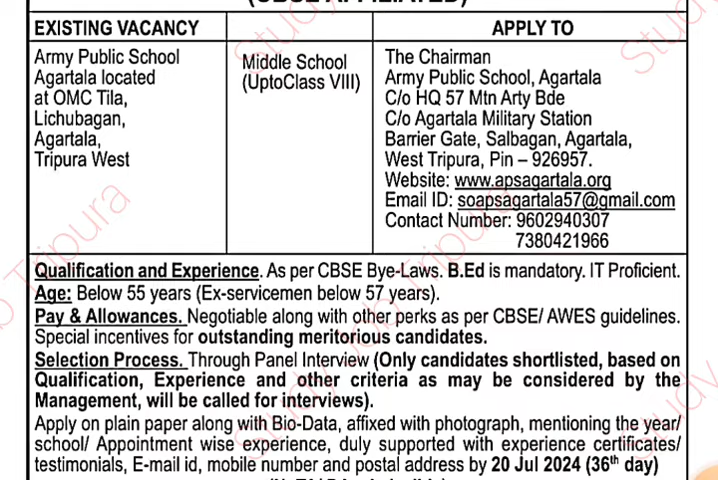 (CBSE AFFILIATED)
EXISTING VACANCY
APPLY TO
Army Public School
Agartala located
at OMC Tila,
Lichubagan,
Agartala,
Tripura West
Middle School
(UptoClass VIII)
The Chairman
Army Public School, Agartala
C/o HQ 57 Mtn Arty Bde
C/o Agartala Military Station
Barrier Gate, Salbagan, Agartala,
West Tripura, Pin – 926957.
Website: www.apsagartala.org
Email ID: soapsagartala57@gmail.com
Contact Number: 9602940307
7380421966
Qualification and Experience. As per CBSE Bye-Laws. B.Ed is mandatory. IT Proficient.
Age: Below 55 years (Ex-servicemen below 57 years).
Pay & Allowances. Negotiable along with other perks as per CBSE/ AWES guidelines.
Special incentives for outstanding meritorious candidates.
Selection Process. Through Panel Interview (Only candidates shortlisted, based on
Qualification, Experience and other criteria as may be considered by the
Management, will be called for interviews).
Apply on plain paper along with Bio-Data, affixed with photograph, mentioning the year/
school/ Appointment wise experience, duly supported with experience certificates/
testimonials, E-mail id, mobile number and postal address by 20 Jul 2024 (36th day)
Study Job Tripura